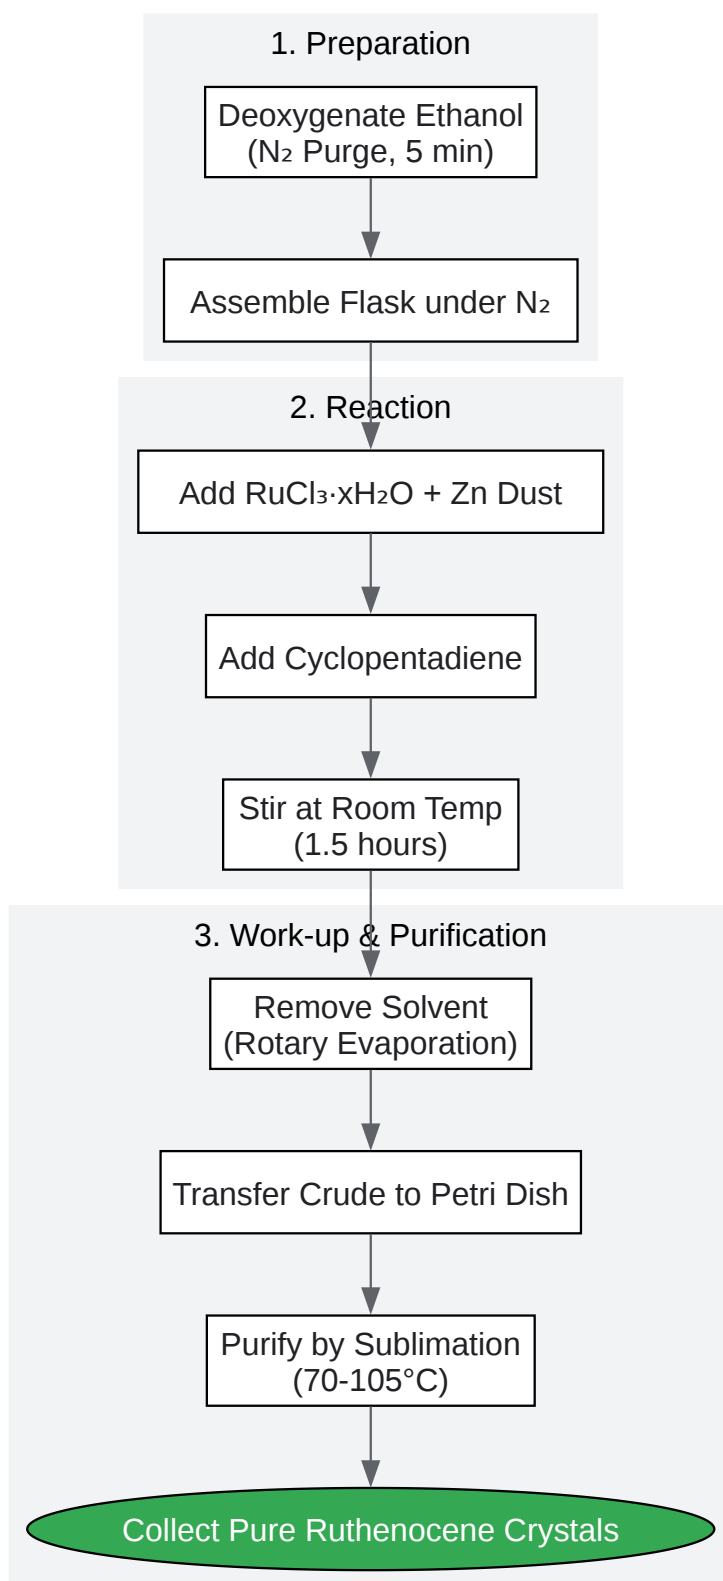 1. Preparation
Deoxygenate Ethanol
(N₂ Purge, 5 min)
Assemble Flask under N₂
2. Reaction
Add RuCl₃·xH₂O + Zn Dust
Add Cyclopentadiene
Stir at Room Temp
(1.5 hours)
3. Work-up & Purification
Remove Solvent
(Rotary Evaporation)
Transfer Crude to Petri Dish
Purify by Sublimation
(70-105°C)
Collect Pure Ruthenocene Crystals